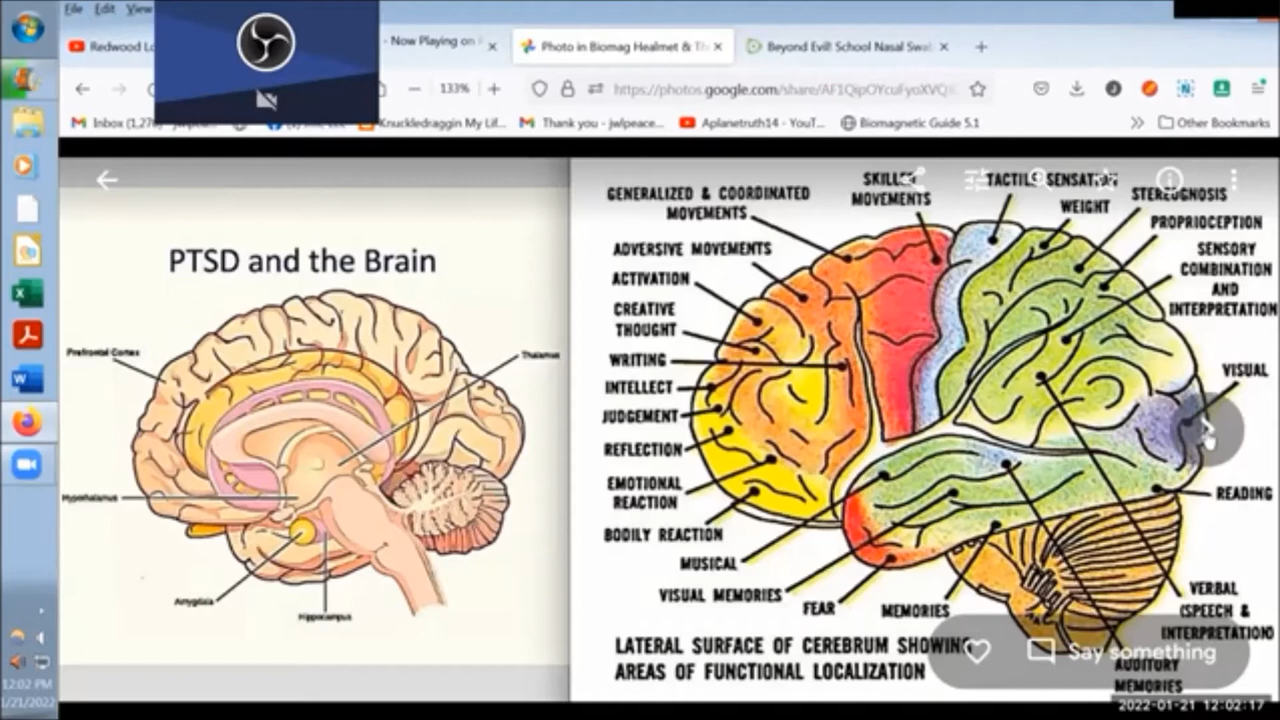 File Edit View
Redwood Lo
- Now Playing on
Photo in Biomag Healmet & Th
Beyond Evil! School Nasal Swab
133%
https://photos.google.com/share/AF1QipOYcuFyoXVQ
Inbox (1,27
Knuckledraggin My Lif...
Thank you - jwlpeace...
Aplanetruth14 - YouT...
Biomagnetic Guide 5.1
Other Bookmarks
PTSD and the Brain
Prefrontal Cortex
Thalamus
Hypothalamus
Amygdala
Hippocampus
GENERALIZED & COORDINATED
MOVEMENTS
SKILLED
MOVEMENTS
TACTILE SENSATION
WEIGHT
STEREOGNOSIS
PROPRIOCEPTION
SENSORY
COMBINATION
AND
INTERPRETATION
ADVERSIVE MOVEMENTS
ACTIVATION
CREATIVE
THOUGHT
WRITING
INTELLECT
JUDGEMENT
REFLECTION
EMOTIONAL
REACTION
BODILY REACTION
MUSICAL
VISUAL MEMORIES
FEAR
MEMORIES
VISUAL
READING
VERBAL
(SPEECH &
INTERPRETATION)
AUDITORY
MEMORIES
LATERAL SURFACE OF CEREBRUM SHOWING
AREAS OF FUNCTIONAL LOCALIZATION
Say something
12:02 PM
1/21/2022
2022-01-21 12:02:17